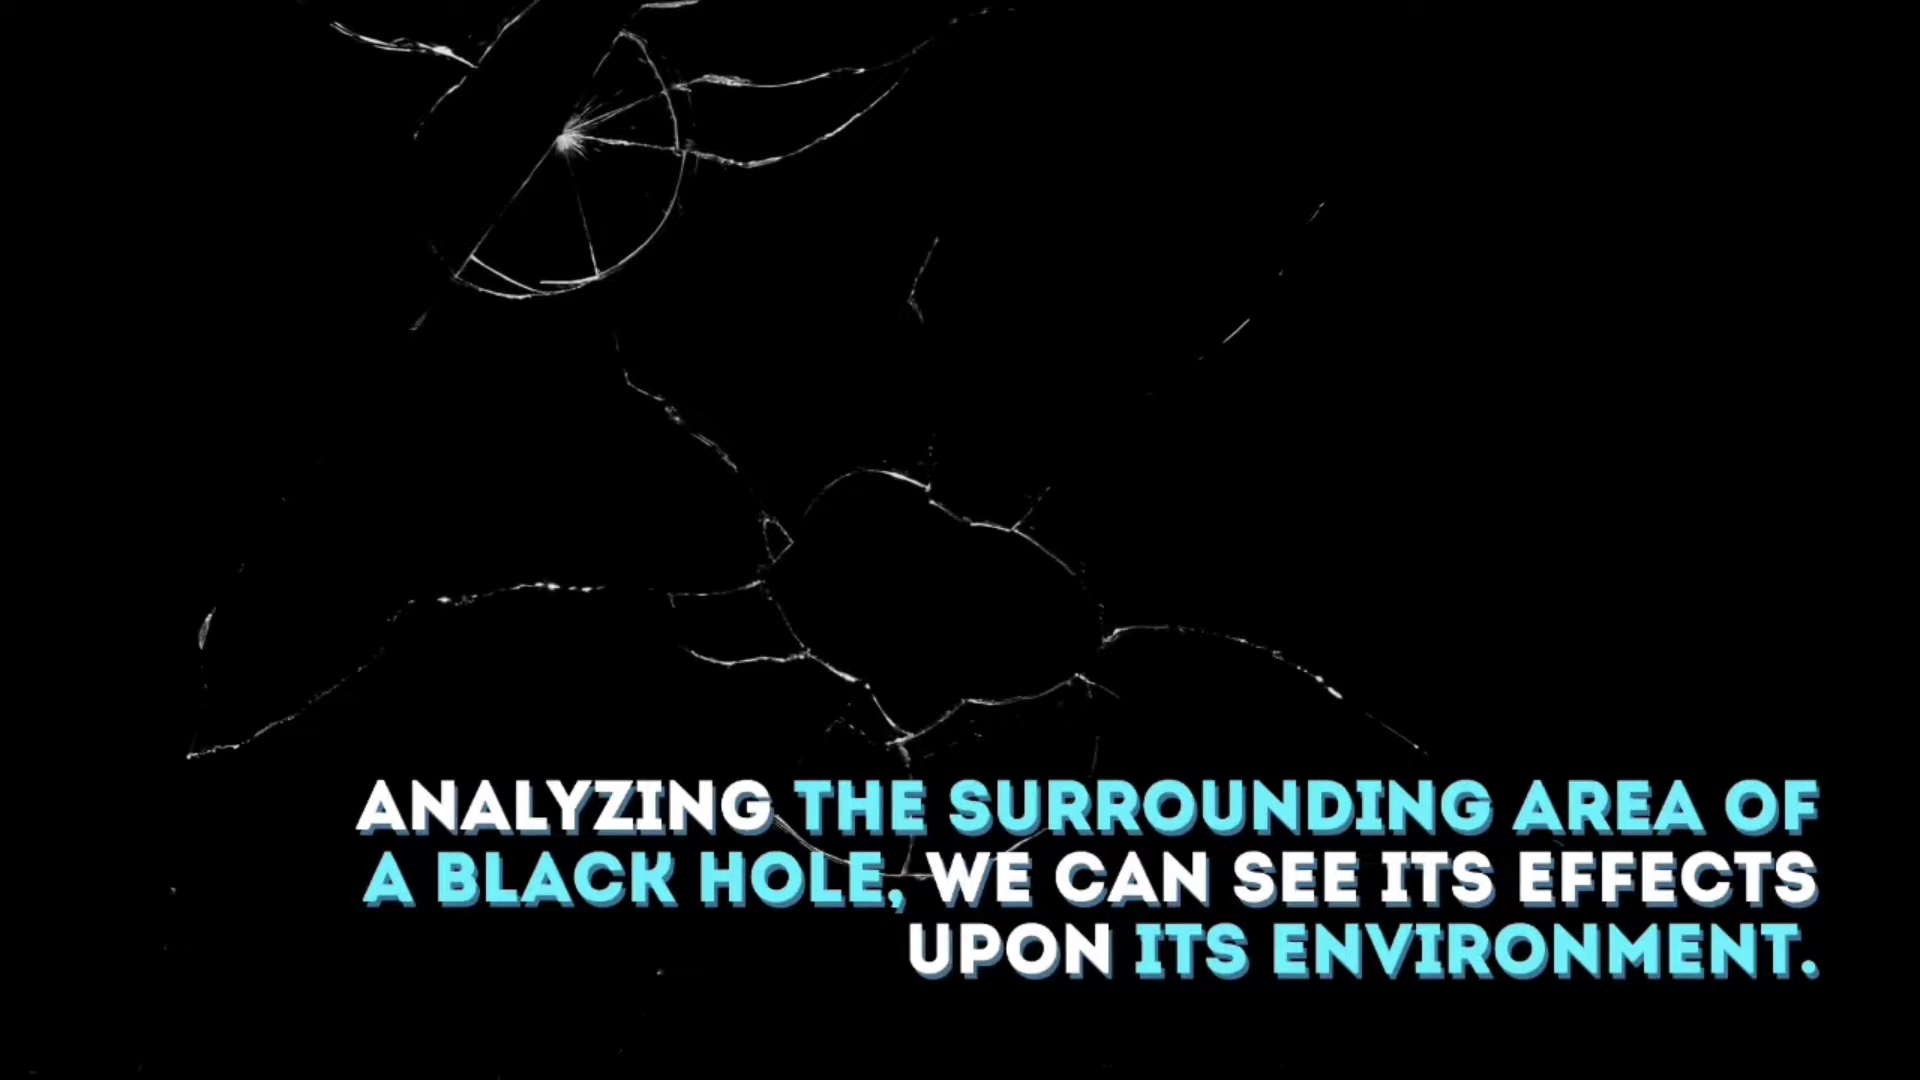 ANALYZING THE SURROUNDING AREA OF
A BLACK HOLE, WE CAN SEE ITS EFFECTS
UPON ITS ENVIRONMENT.